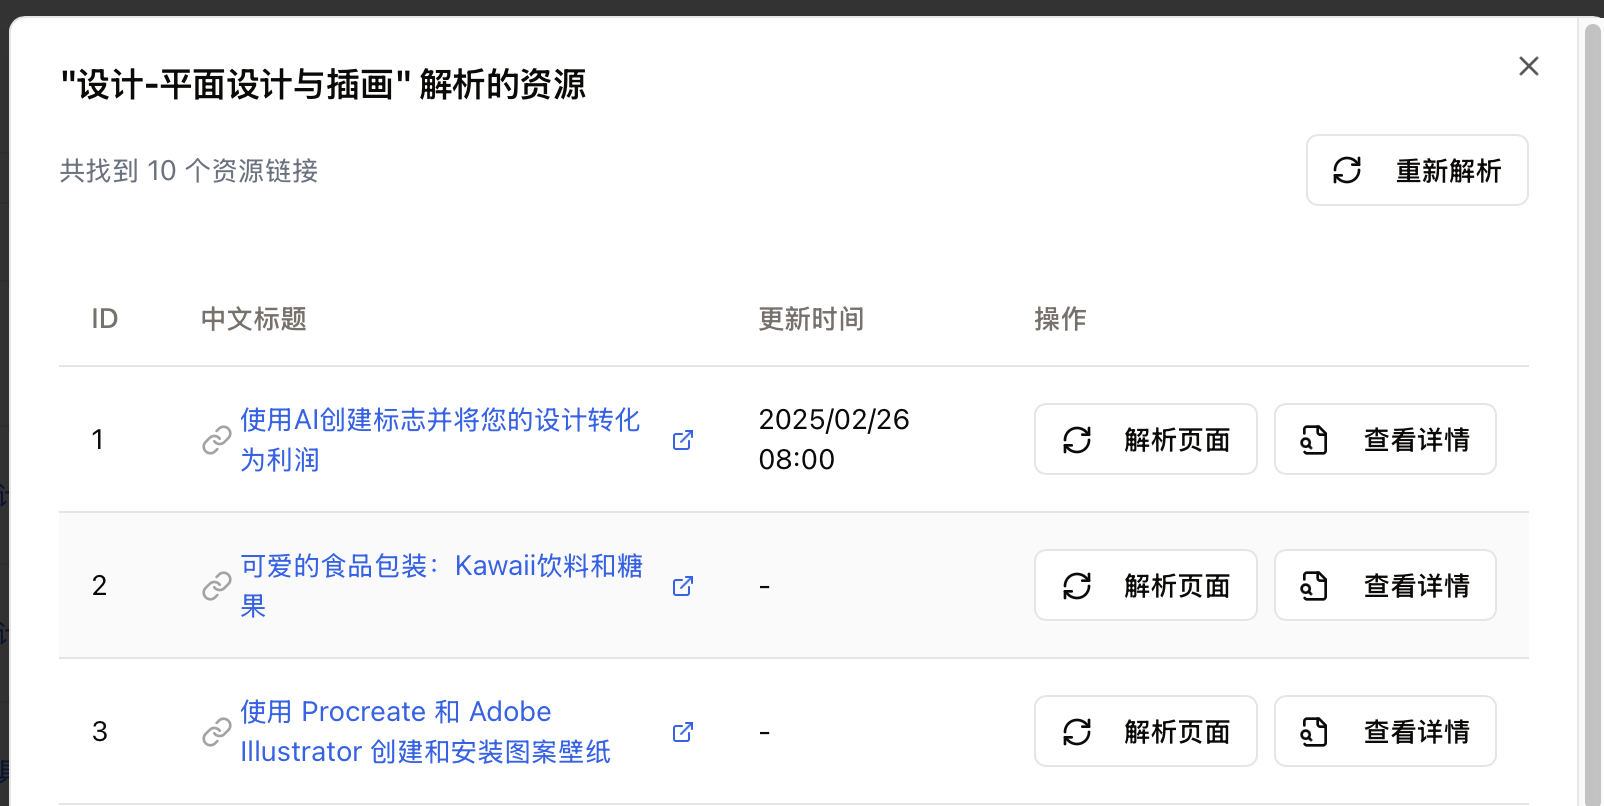 "设计-平面设计与插画" 解析的资源
共找到 10 个资源链接
重新解析
ID 中文标题 更新时间 操作
1 使用AI创建标志并将您的设计转化为利润 2025/02/26 08:00 解析页面 查看详情
2 可爱的食品包装：Kawaii饮料和糖果 - 解析页面 查看详情
3 使用 Procreate 和 Adobe Illustrator 创建和安装图案壁纸 - 解析页面 查看详情